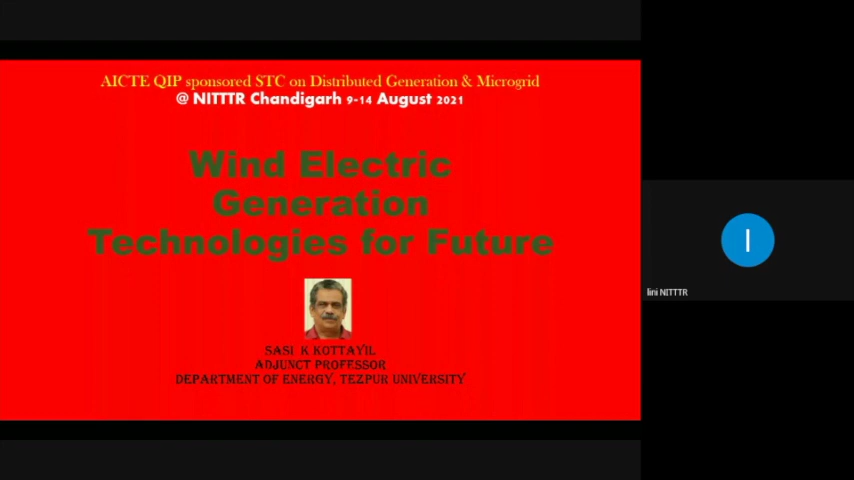 AICTE QIP sponsored STC on Distributed Generation & Microgrid
@ NITTTR Chandigarh 9-14 August 2021
Wind Electric
Generation
Technologies for Future
SASI K KOTTAYIL
ADJUNCT PROFESSOR
DEPARTMENT OF ENERGY, TEZPUR UNIVERSITY
I
lini NITTTR